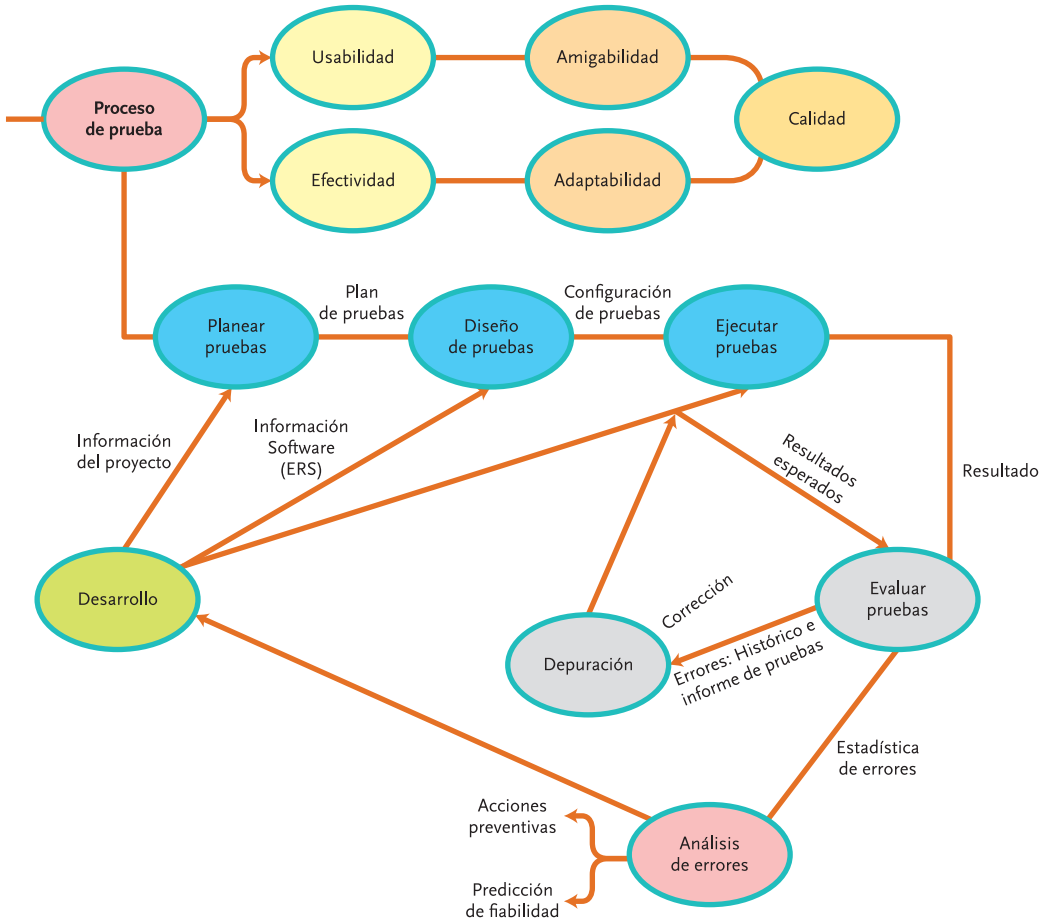 Usabilidad
Amigabilidad
Proceso
de prueba
Calidad
Efectividad
Adaptabilidad
Plan
de pruebas
Configuración
de pruebas
Planear
pruebas
Diseño
de pruebas
Ejecutar
pruebas
Información
del proyecto
Información
Software
(ERS)
Resultados
esperados
Resultado
Desarrollo
Evaluar
pruebas
Corrección
Depuración
Errores: Histórico e
informe de pruebas
Estadística
de errores
Acciones
preventivas
Análisis
de errores
Predicción
de fiabilidad